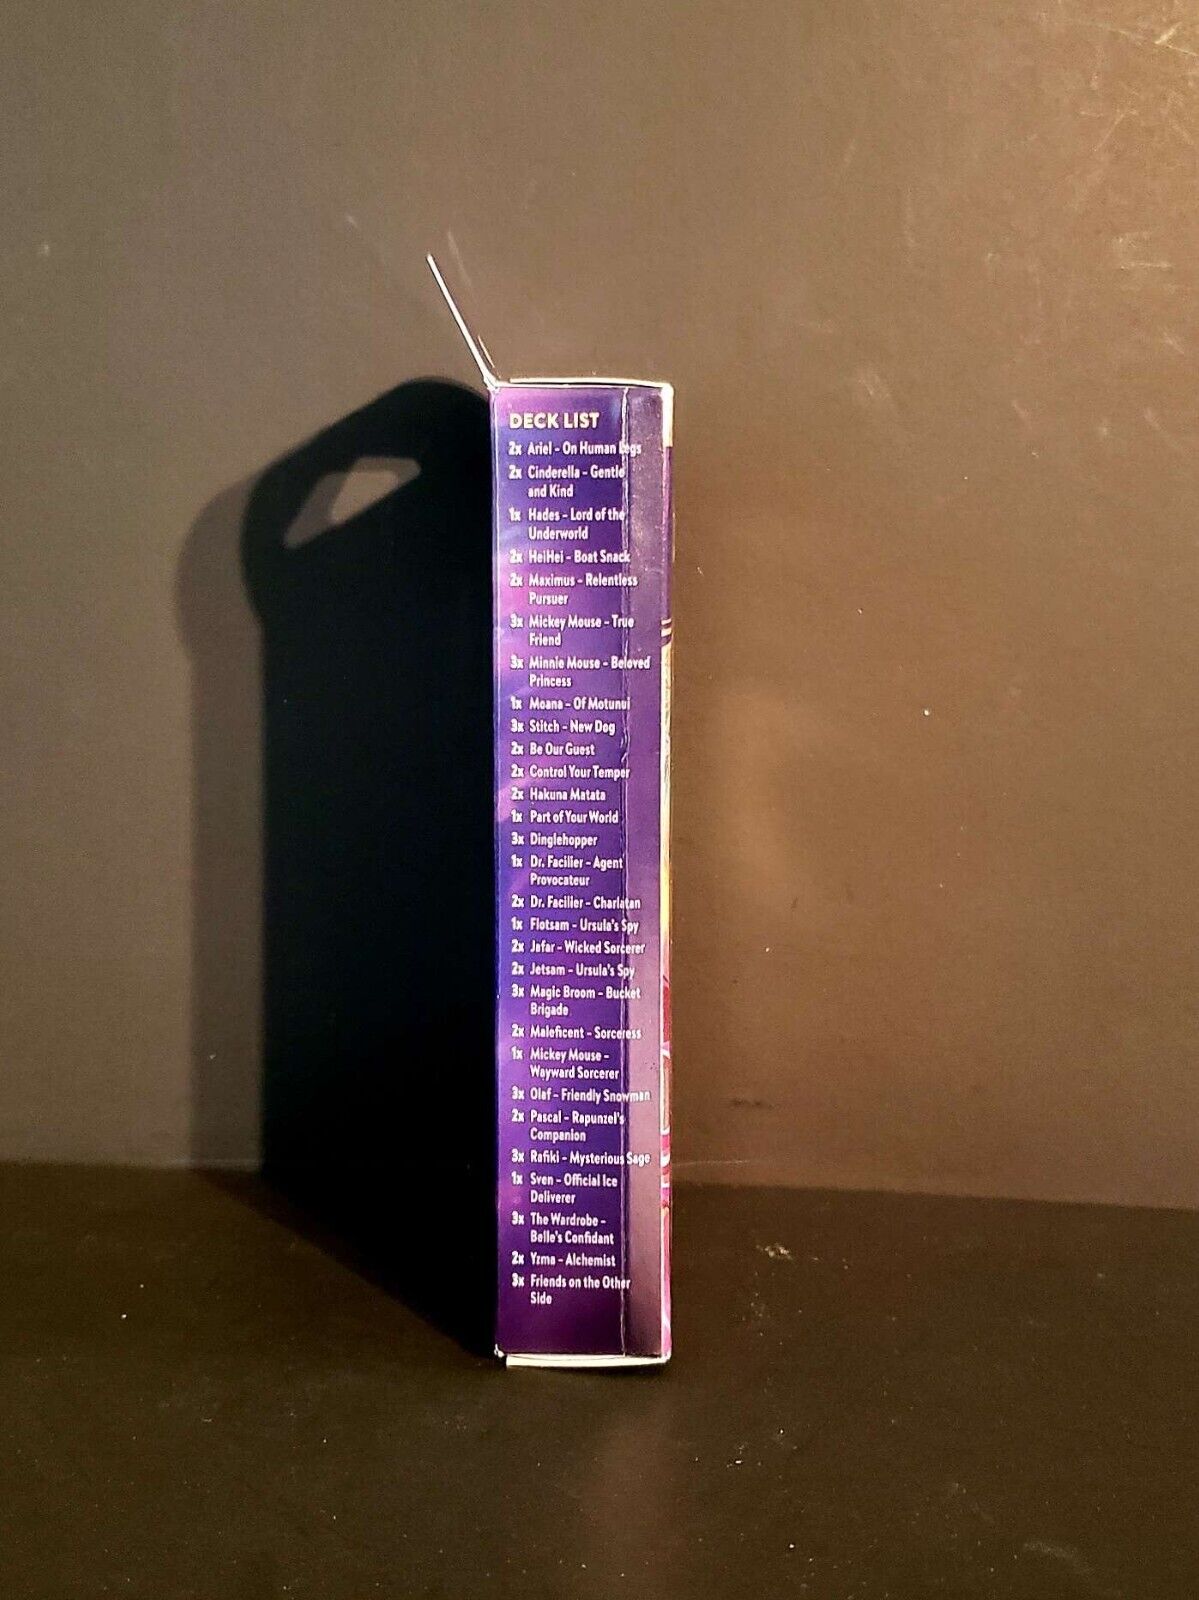 DECK LIST
2x Ariel - On Human Legs
2x Cinderella - Gentle
and Kind
1x Hades - Lord of the
Underworld
2x HeiHei - Boat Snack
2x Maximus - Relentless
Pursuer
3x Mickey Mouse - True
Friend
3x Minnie Mouse - Beloved
Princess
1x Moana - Of Motunui
3x Stitch - New Dog
2x Be Our Guest
2x Control Your Temper
2x Hakuna Matata
1x Part of Your World
3x Dinglehopper
1x Dr. Facilier - Agent
Provocateur
2x Dr. Facilier - Charlatan
1x Flotsam - Ursula's Spy
2x Jafar - Wicked Sorcerer
2x Jetsam - Ursula's Spy
3x Magic Broom - Bucket
Brigade
2x Maleficent - Sorceress
1x Mickey Mouse -
Wayward Sorcerer
3x Olaf - Friendly Snowman
2x Pascal - Rapunzel's
Companion
3x Rafiki - Mysterious Sage
1x Sven - Official Ice
Deliverer
3x The Wardrobe -
Belle's Confidant
2x Yzma - Alchemist
3x Friends on the Other
Side